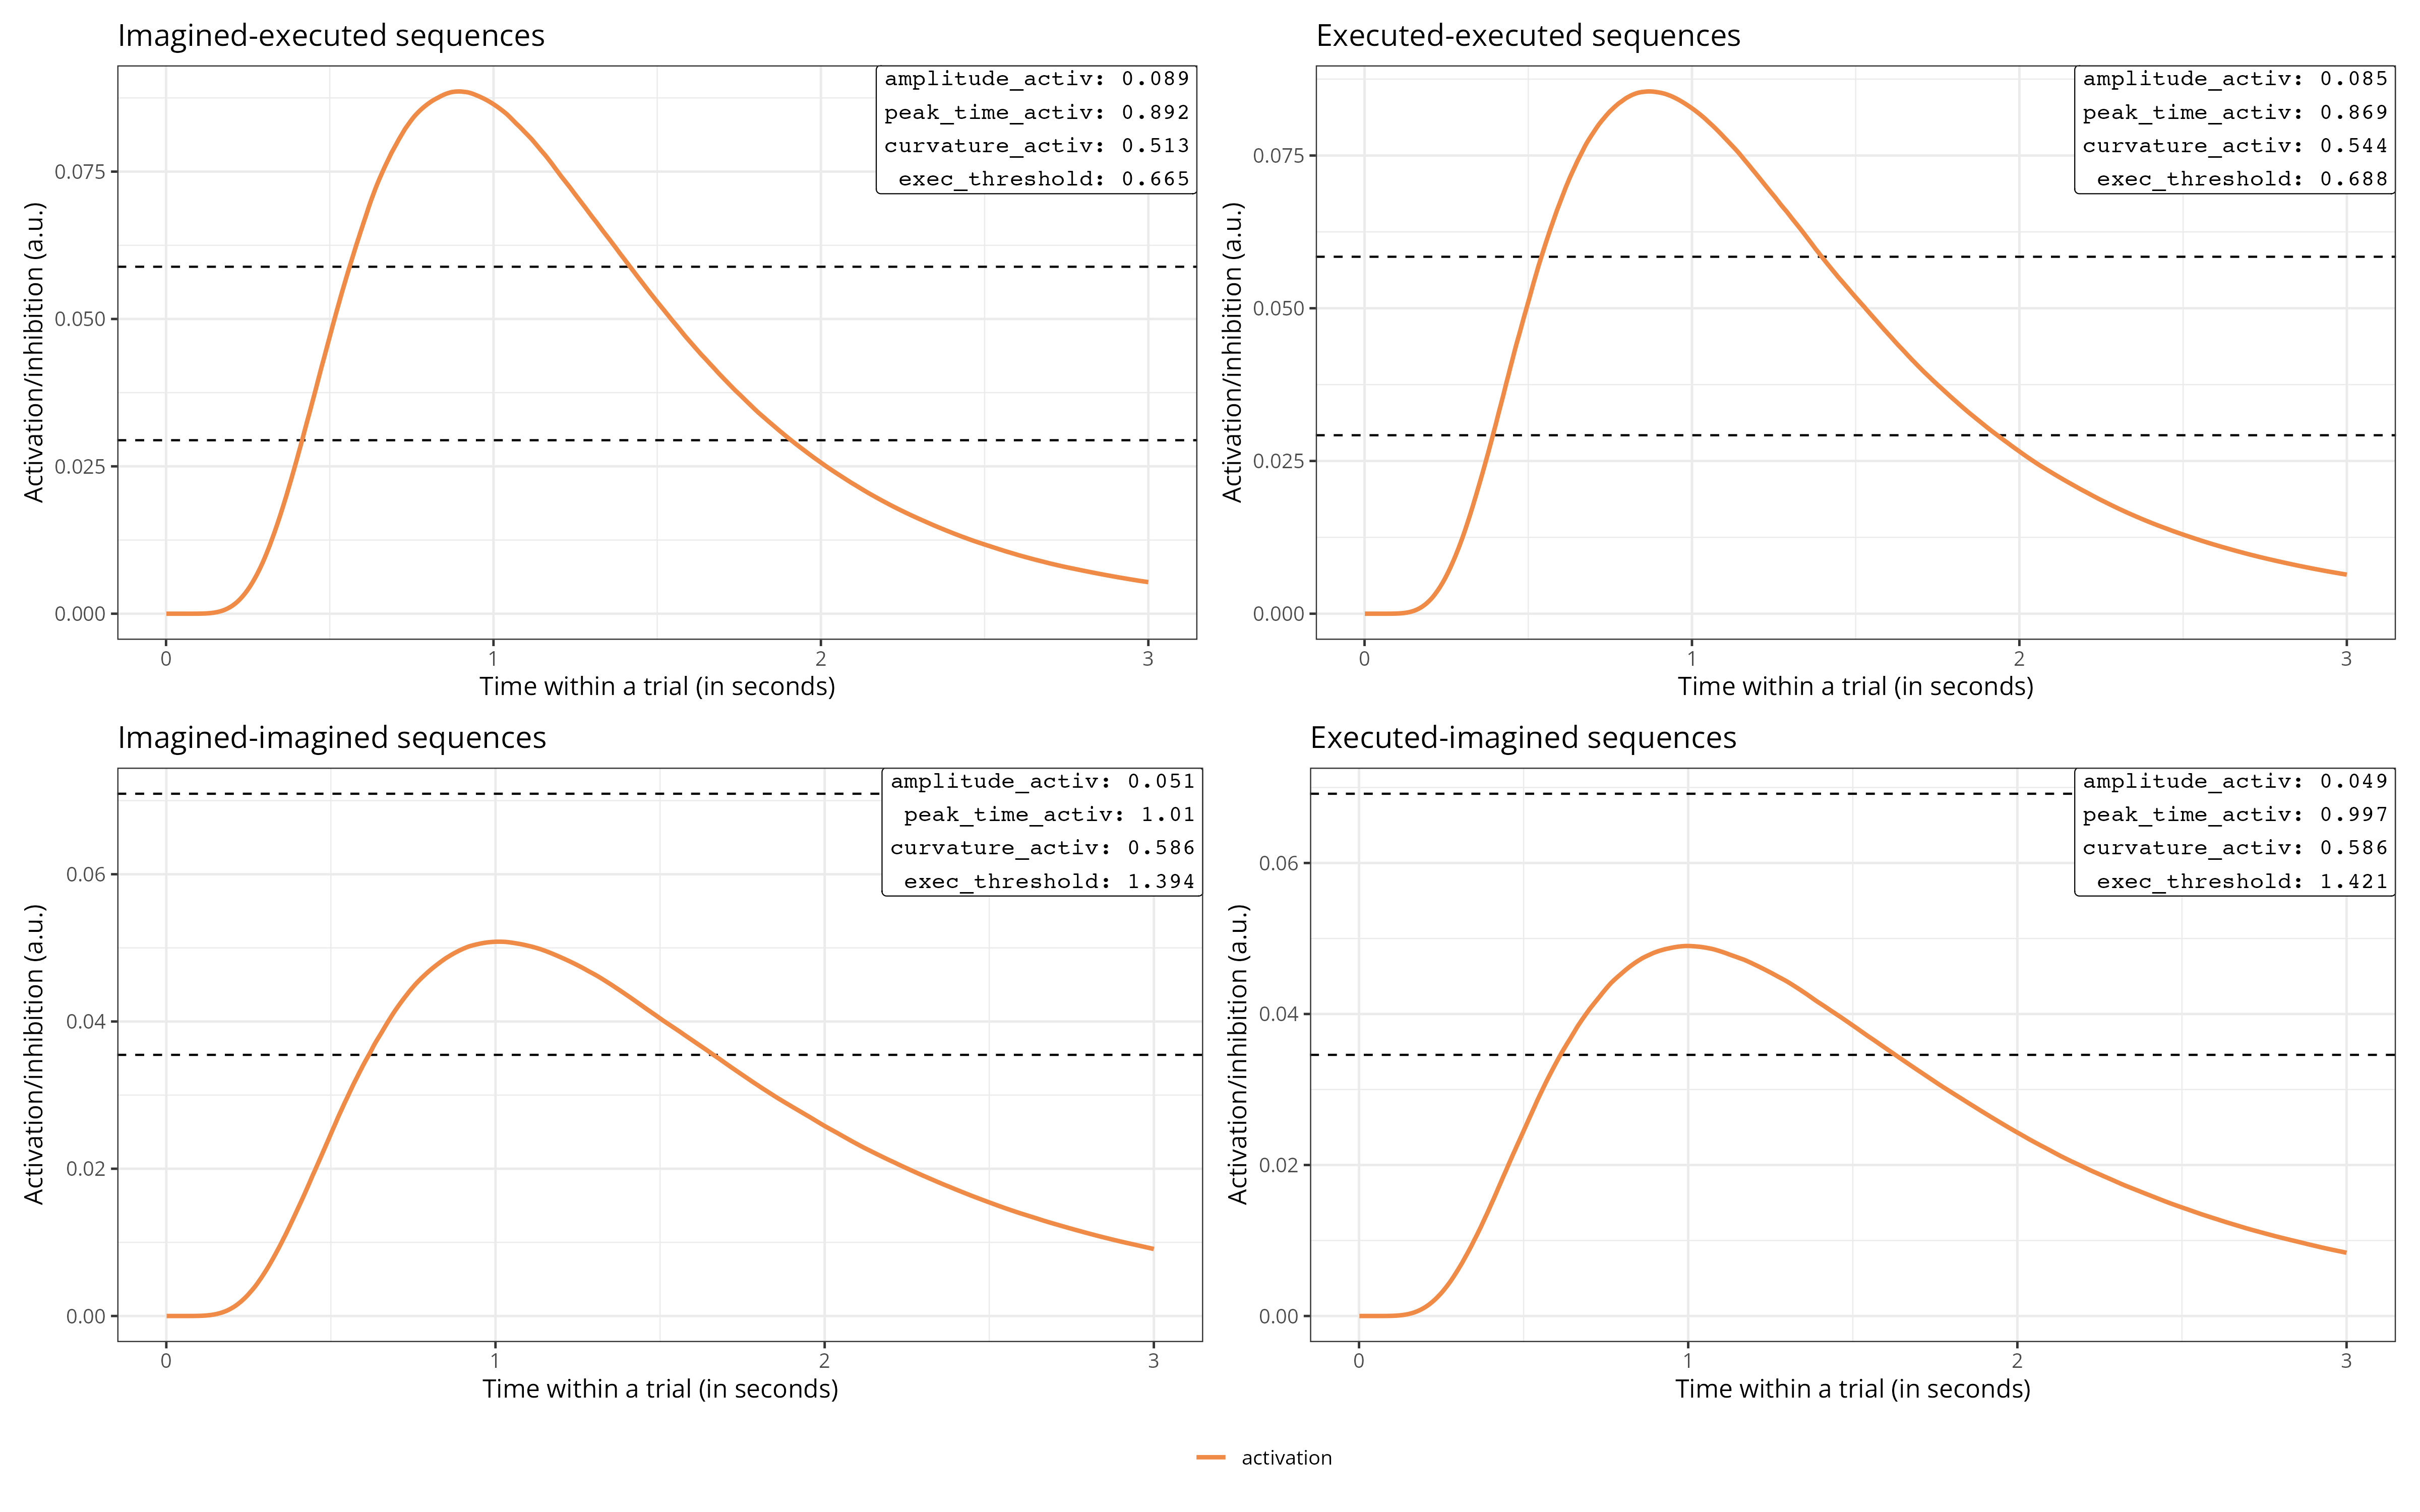 Imagined-executed sequences
amplitude_activ: 0.089
peak_time_activ: 0.892
curvature_activ: 0.513
exec_threshold: 0.665
Activation/inhibition (a.u.)
0.075
0.050
0.025
0.000
0 1 2 3
Time within a trial (in seconds)
Executed-executed sequences
amplitude_activ: 0.085
peak_time_activ: 0.869
curvature_activ: 0.544
exec_threshold: 0.688
Activation/inhibition (a.u.)
0.075
0.050
0.025
0.000
0 1 2 3
Time within a trial (in seconds)
Imagined-imagined sequences
amplitude_activ: 0.051
peak_time_activ: 1.01
curvature_activ: 0.586
exec_threshold: 1.394
Activation/inhibition (a.u.)
0.06
0.04
0.02
0.00
0 1 2 3
Time within a trial (in seconds)
Executed-imagined sequences
amplitude_activ: 0.049
peak_time_activ: 0.997
curvature_activ: 0.586
exec_threshold: 1.421
Activation/inhibition (a.u.)
0.06
0.04
0.02
0.00
0 1 2 3
Time within a trial (in seconds)
activation